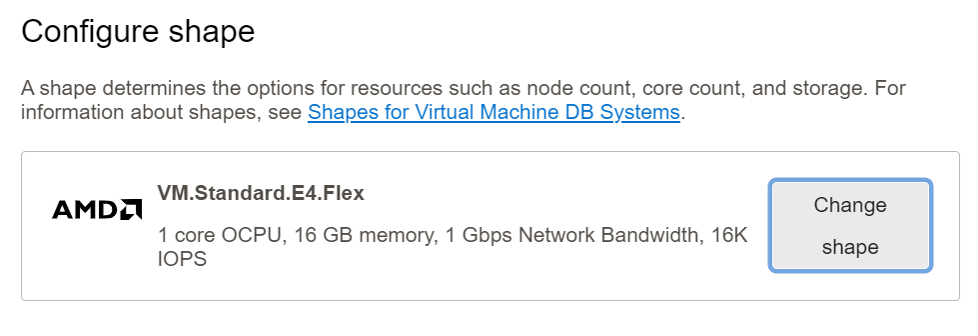 Configure shape
A shape determines the options for resources such as node count, core count, and storage. For
information about shapes, see Shapes for Virtual Machine DB Systems.
AMD
VM.Standard.E4.Flex
1 core OCPU, 16 GB memory, 1 Gbps Network Bandwidth, 16K
IOPS
Change
shape